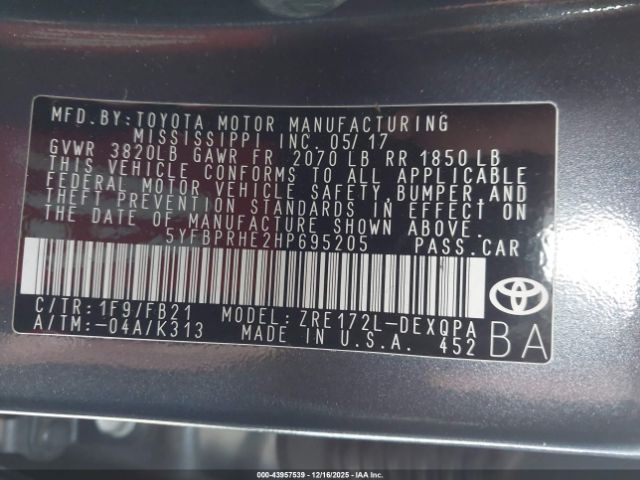 MFD.BY:TOYOTA MOTOR MANUFACTURING
MISSISSIPPI INC. 05/17
GVWR 3820LB GAWR FR 2070 LB RR 1850 LB
THIS VEHICLE CONFORMS TO ALL APPLICABLE
FEDERAL MOTOR VEHICLE SAFETY,BUMPER,AND
THEFT PREVENTION STANDARDS IN EFFECT ON
THE DATE OF MANUFACTURE SHOWN ABOVE.
5YFBPRHE2HP695205 PASS.CAR
C/TR:1F9/FB21 MODEL:ZRE172L-DEXQPA
A/TM:-04A/K313 MADE IN U.S.A. 452 BA
000-43957539 - 12/16/2025 - IAAI, Inc.